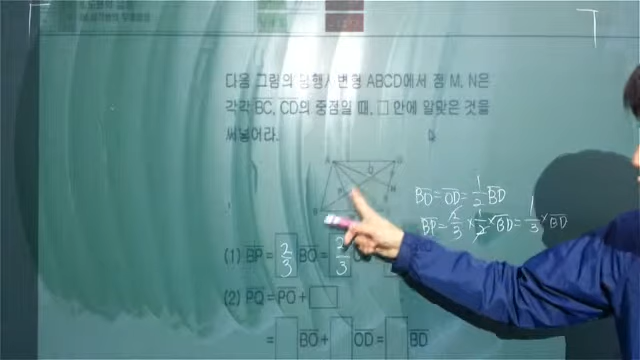 다음 그림의 평행사변형 ABCD에서 점 M, N은
각각 BC, CD의 중점일 때, □ 안에 알맞은 것을
써넣어라.
A
Q
BO = OD = 1/2 BD
BP = 2/3 × 1/2 × BD = 1/3 × BD
(1) BP = 2/3 BO = 2/3
(2) PQ = PO + □
= □ BO + □ OD = □ BD